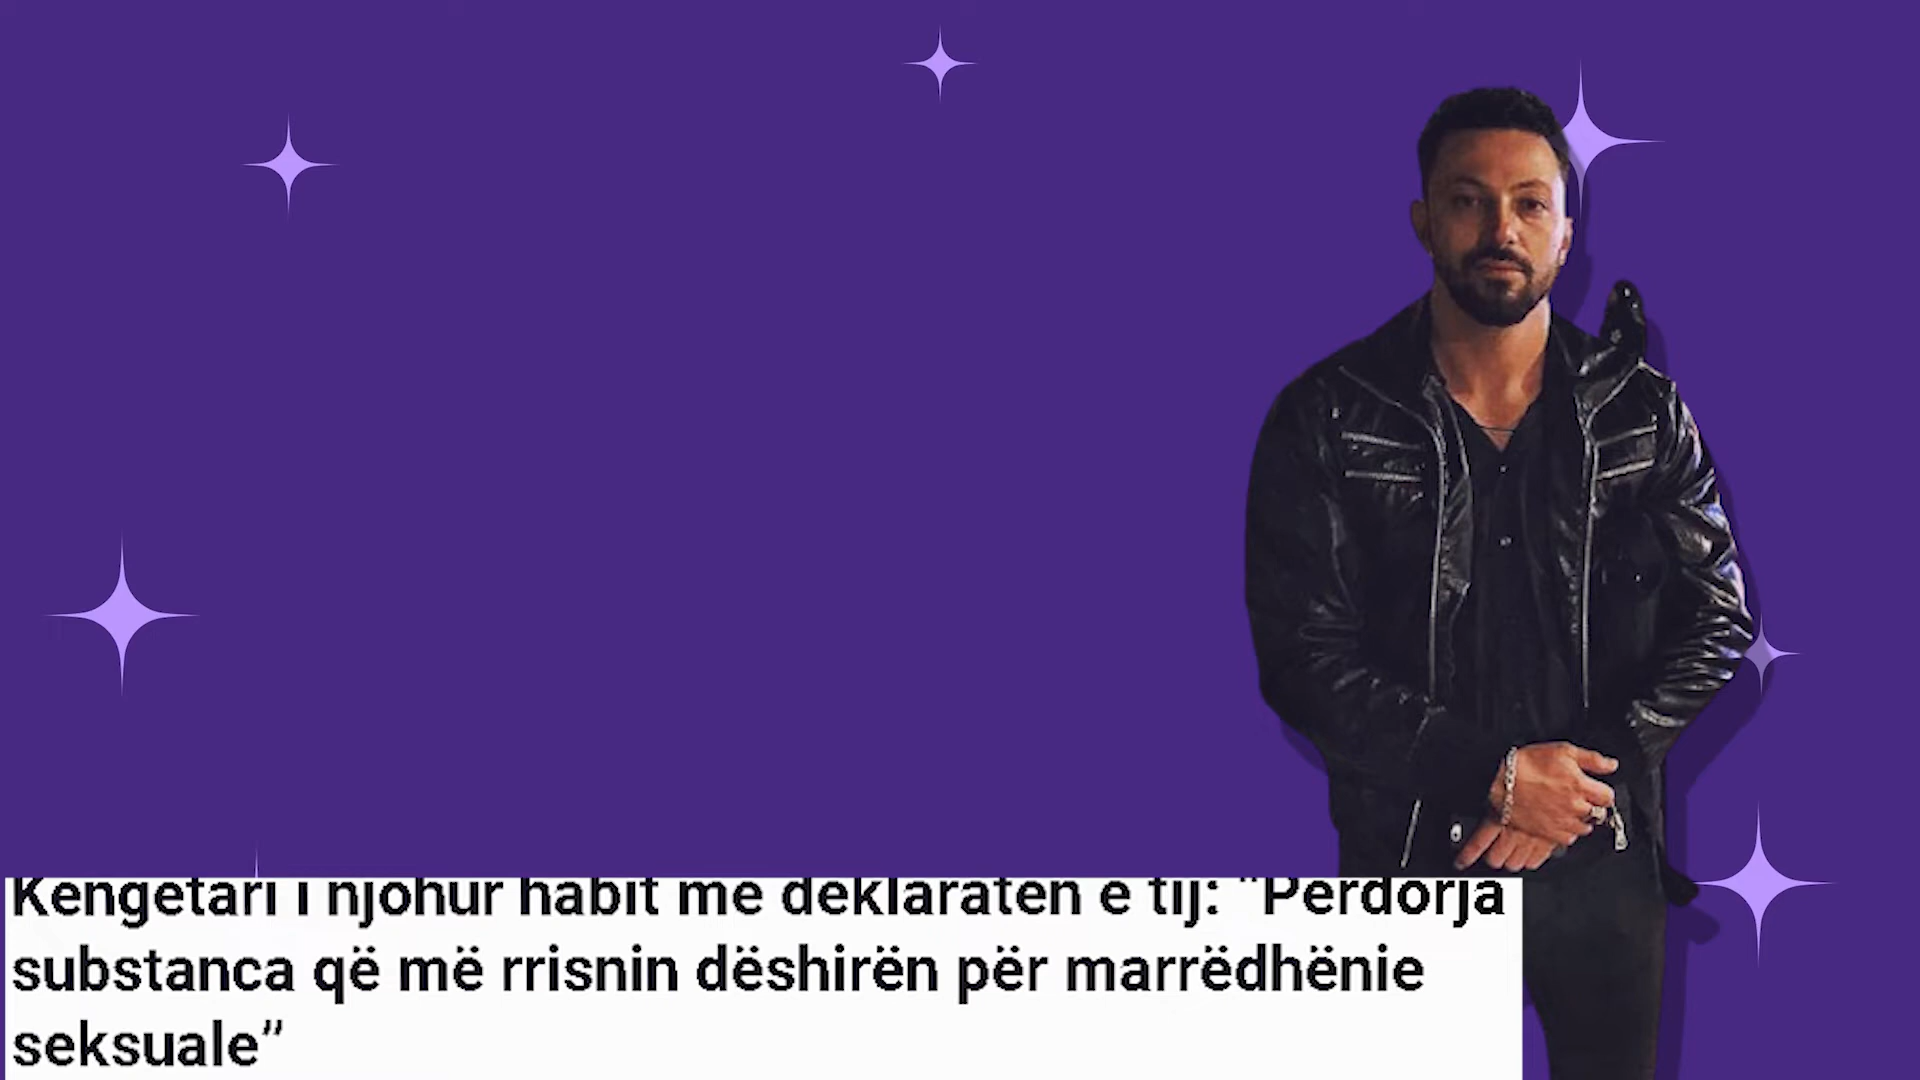 Kengetari i njohur habit me deklaraten e tij: “Perdorja
substanca që më rrisnin dëshirën për marrëdhënie
seksuale”